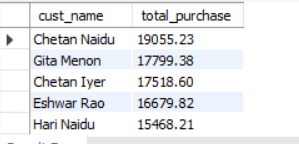 cust_name total_purchase
Chetan Naidu 19055.23
Gita Menon 17799.38
Chetan Iyer 17518.60
Eshwar Rao 16679.82
Hari Naidu 15468.21